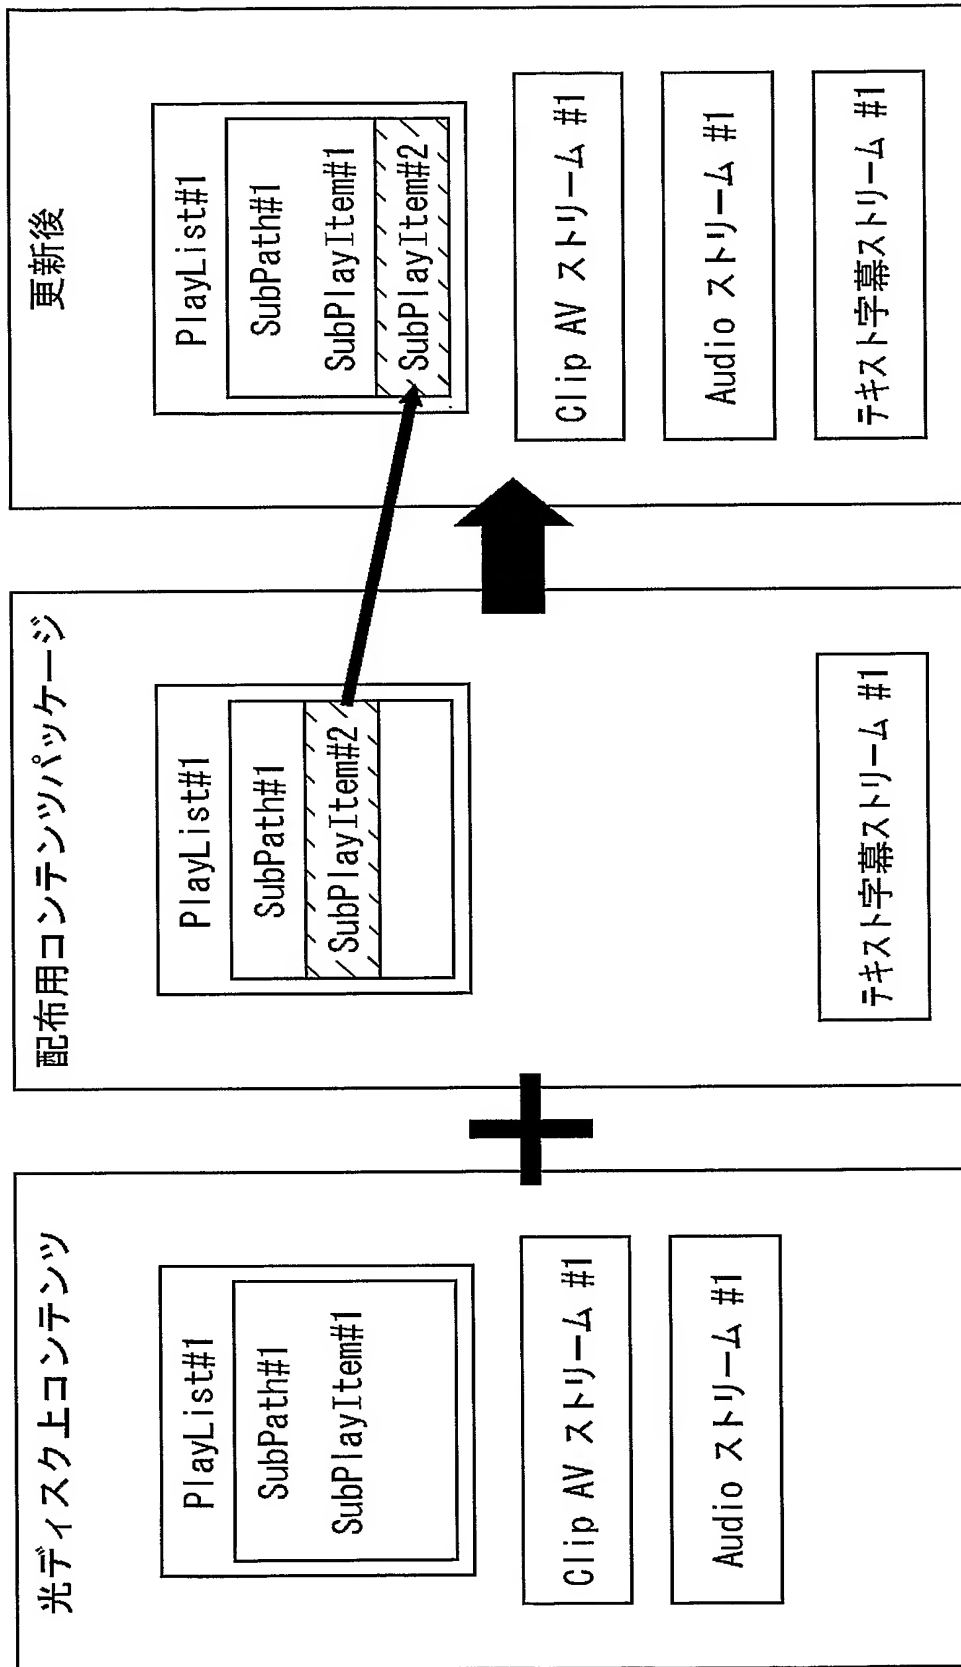 光ディスク上コンテンツ
PlayList#1
SubPath#1
SubPlayItem#1
Clip AV ストリーム #1
Audio ストリーム #1
配布用コンテンツパッケージ
PlayList#1
SubPath#1
SubPlayItem#2
テキスト字幕ストリーム #1
更新後
PlayList#1
SubPath#1
SubPlayItem#1
SubPlayItem#2
Clip AV ストリーム #1
Audio ストリーム #1
テキスト字幕ストリーム #1